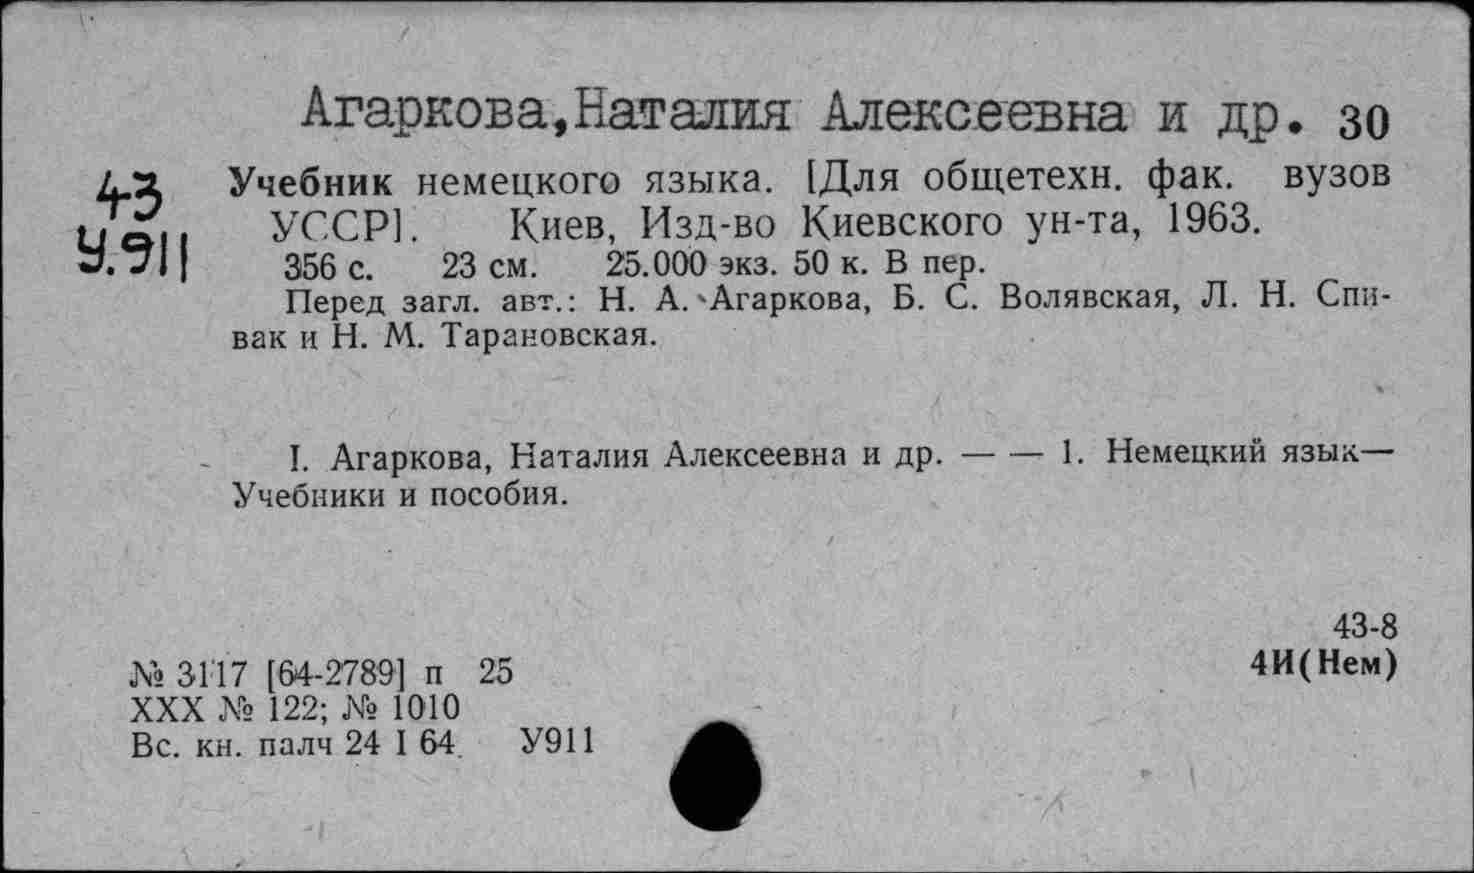 Агаркова,Наталия Алексеевна и др. 30
43
У.911
Учебник немецкого языка. [Для общетехн. фак. вузов
УССР]. Киев, Изд-во Киевского ун-та, 1963.
356 с. 23 см. 25.000 экз. 50 к. В пер.
Перед загл. авт.: Н. А. Агаркова, Б. С. Волявская, Л. Н. Спи-
вак и Н. М. Тарановская.
I. Агаркова, Наталия Алексеевна и др. — — 1. Немецкий язык—
Учебники и пособия.
43-8
4И(Нем)
№ 3117 [64-2789] п 25
XXX № 122; № 1010
Вс. кн. палч 24 I 64. У911